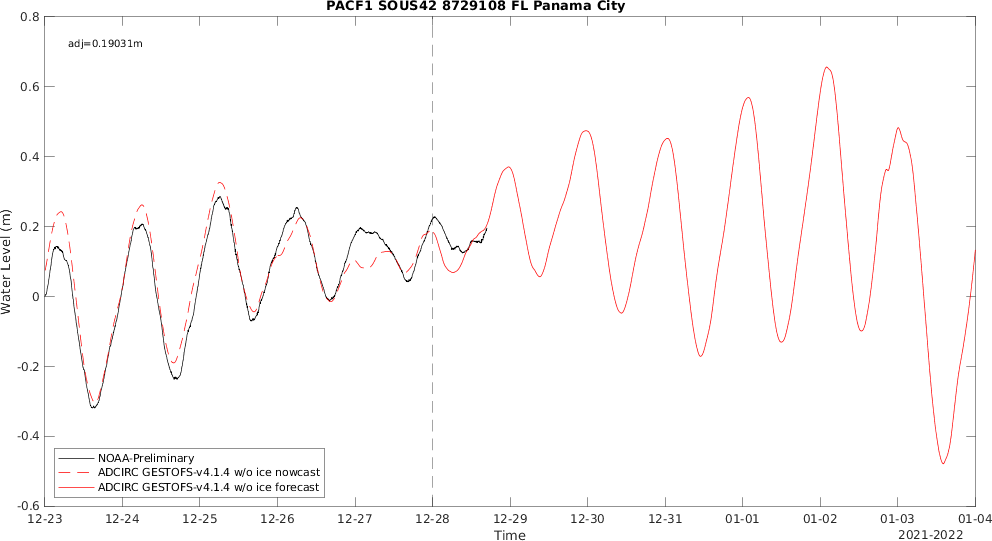 PACF1 SOUS42 8729108 FL Panama City
0.8
adj=0.19031m
0.6
0.4
0.2
0
-0.2
-0.4
-0.6
Water Level (m)
NOAA-Preliminary
ADCIRC GESTOFS-v4.1.4 w/o ice nowcast
ADCIRC GESTOFS-v4.1.4 w/o ice forecast
12-23 12-24 12-25 12-26 12-27 12-28 12-29 12-30 12-31 01-01 01-02 01-03 01-04
Time
2021-2022